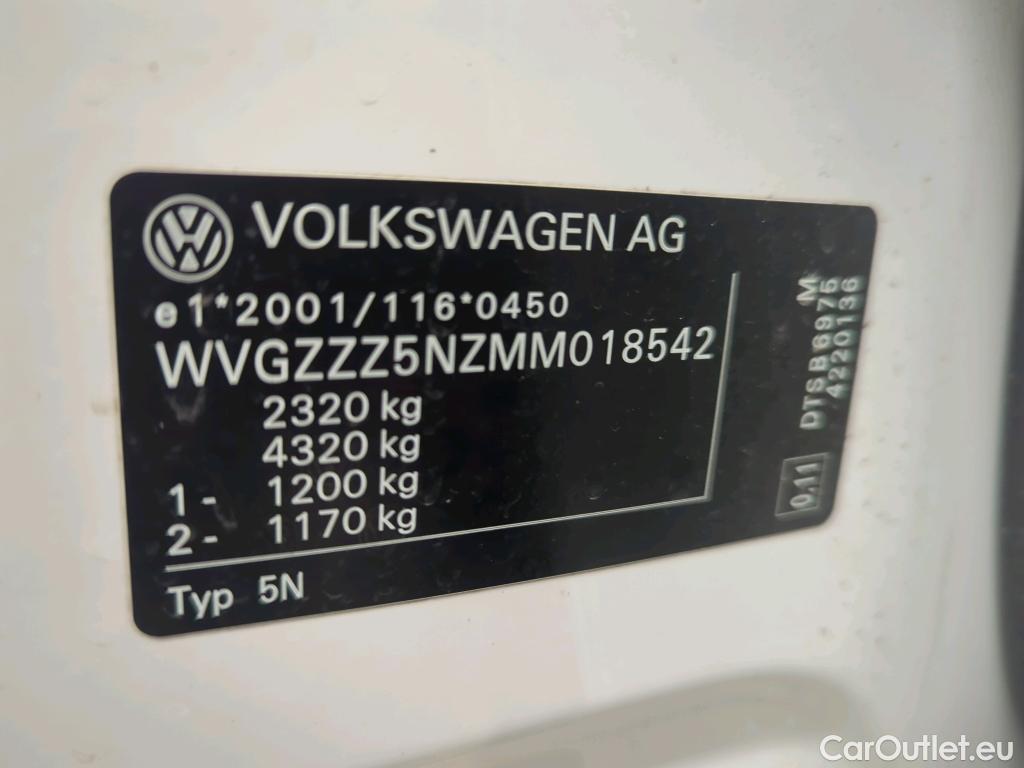 VOLKSWAGEN AG
e1*2001/116*0450
WVGZZZ5NZMM018542
2320 kg
4320 kg
1- 1200 kg
2- 1170 kg
Typ 5N
M
DTSB6975
4220136
0,11
CarOutlet.eu